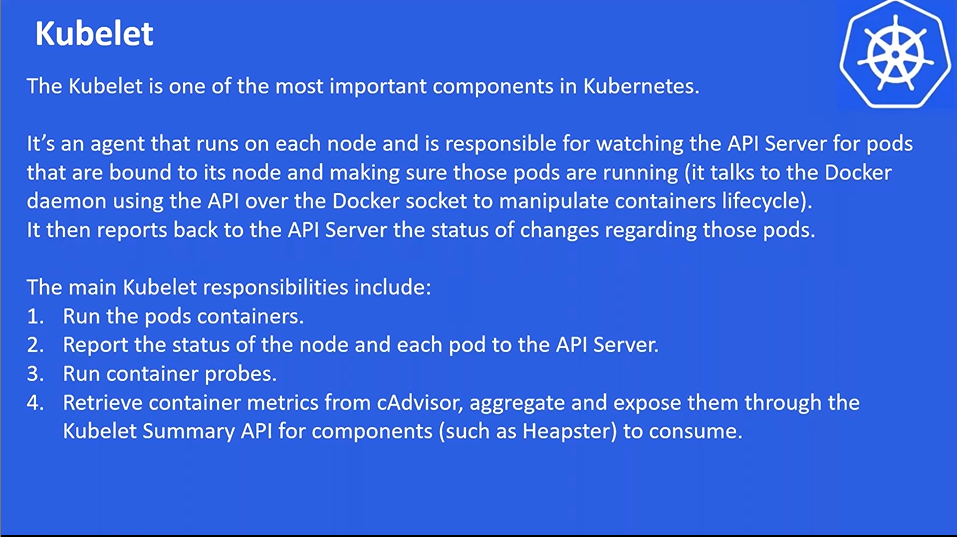 Kubelet
The Kubelet is one of the most important components in Kubernetes.
It's an agent that runs on each node and is responsible for watching the API Server for pods
that are bound to its node and making sure those pods are running (it talks to the Docker
daemon using the API over the Docker socket to manipulate containers lifecycle).
It then reports back to the API Server the status of changes regarding those pods.
The main Kubelet responsibilities include:
1. Run the pods containers.
2. Report the status of the node and each pod to the API Server.
3. Run container probes.
4. Retrieve container metrics from cAdvisor, aggregate and expose them through the
Kubelet Summary API for components (such as Heapster) to consume.